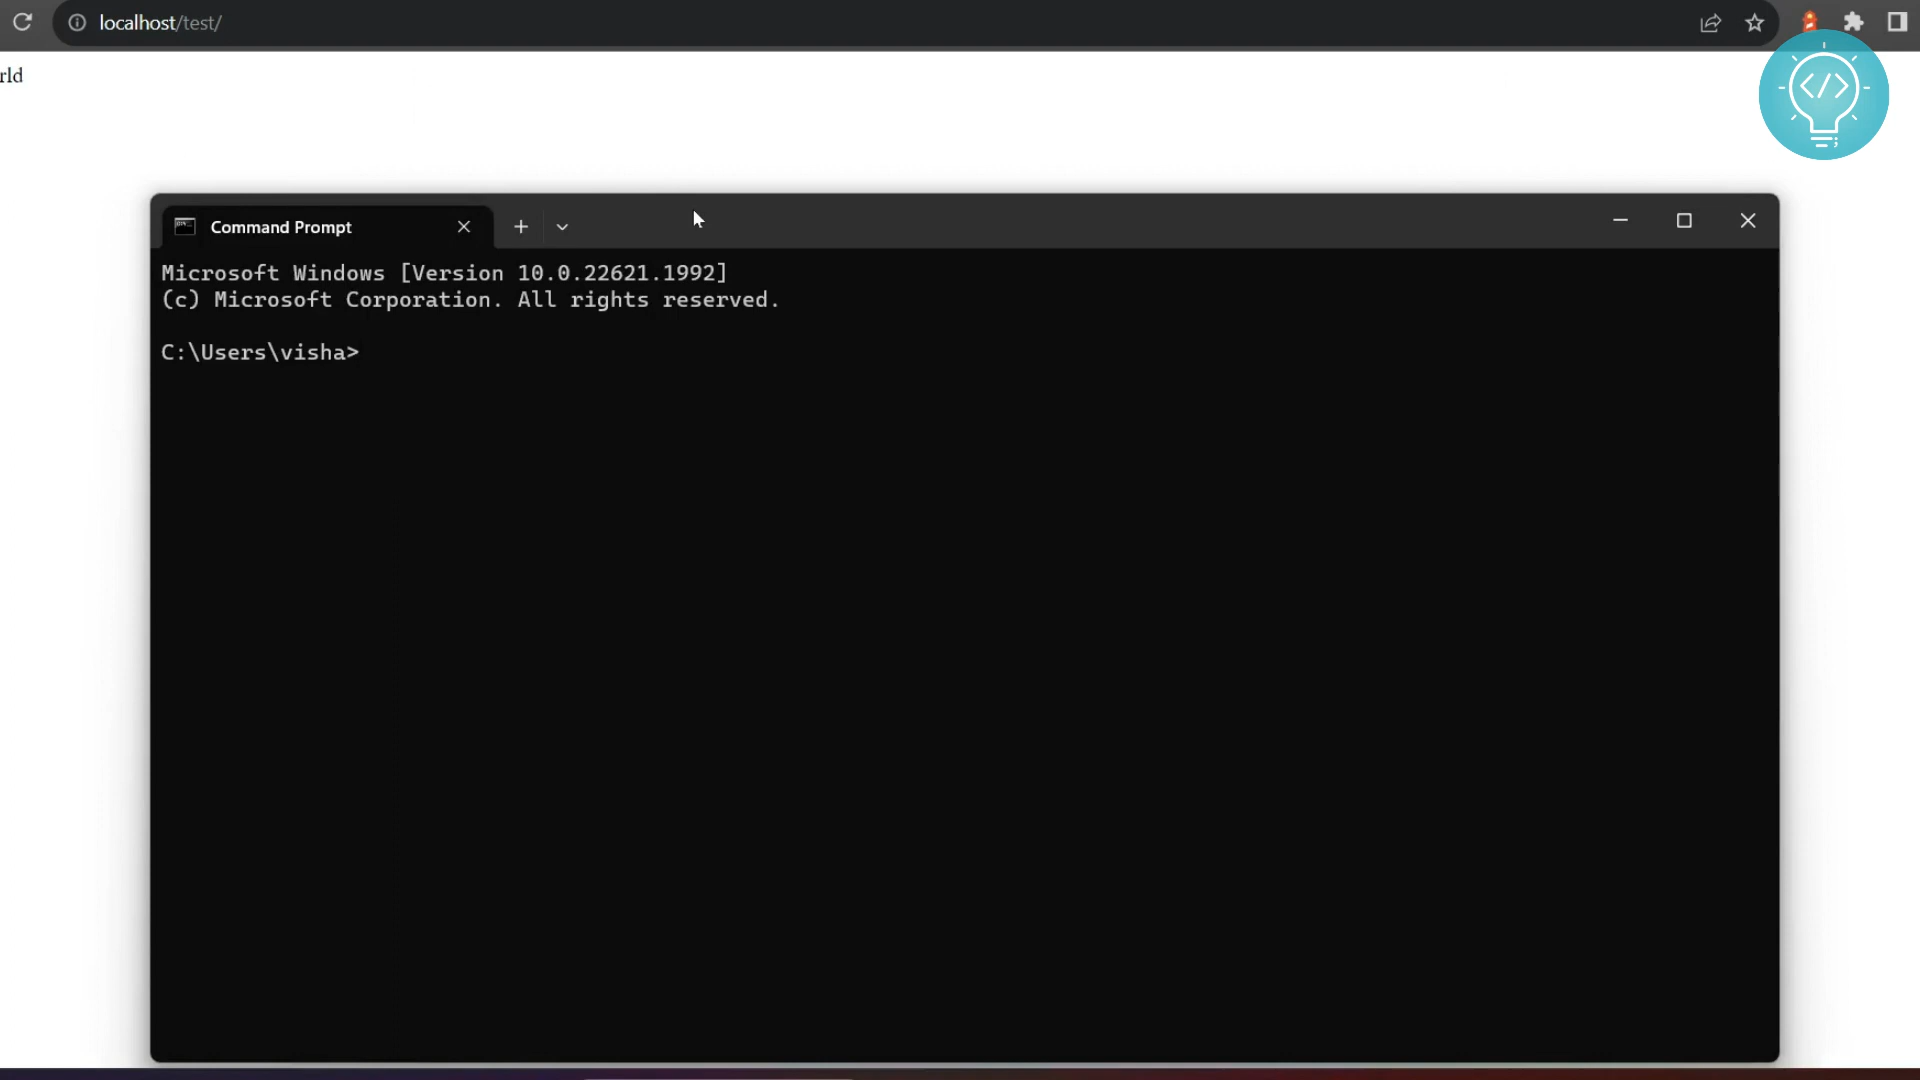 localhost/test/
rld
Command Prompt
Microsoft Windows [Version 10.0.22621.1992]
(c) Microsoft Corporation. All rights reserved.
C:\Users\visha>